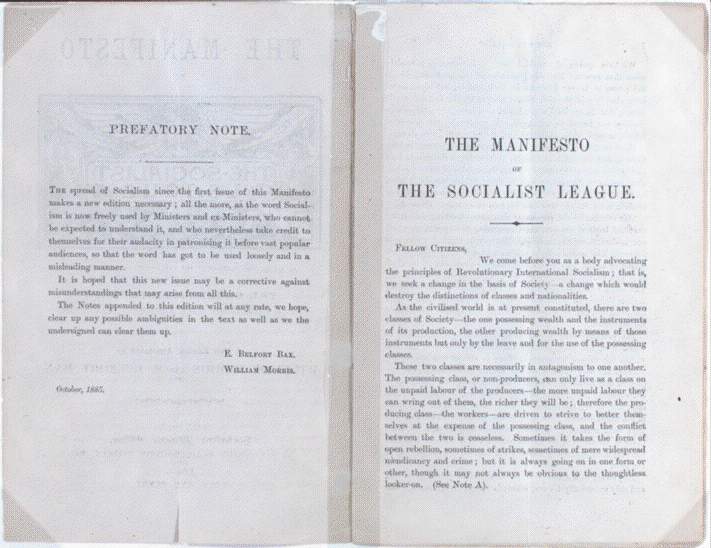 PREFATORY NOTE.
THE spread of Socialism since the first issue of this Manifesto
makes a new edition necessary ; all the more, as the word Social-
ism is now freely used by Ministers and ex-Ministers, who cannot
be expected to understand it, and who nevertheless take credit to
themselves for their audacity in patronising it before vast popular
audiences, so that the word has got to be used loosely and in a
misleading manner.
It is hoped that this new issue may be a corrective against
misunderstandings that may arise from all this.
The Notes appended to this edition will at any rate, we hope,
clear up any possible ambiguities in the text as well as we the
undersigned can clear them up.
E. BELFORT BAX.
WILLIAM MORRIS.
October, 1885.
THE MANIFESTO
OF
THE SOCIALIST LEAGUE.
FELLOW CITIZENS,
We come before you as a body advocating
the principles of Revolutionary International Socialism ; that is,
we seek a change in the basis of Society—a change which would
destroy the distinctions of classes and nationalities.
As the civilised world is at present constituted, there are two
classes of Society—the one possessing wealth and the instruments
of its production, the other producing wealth by means of those
instruments but only by the leave and for the use of the possessing
classes.
These two classes are necessarily in antagonism to one another.
The possessing class, or non-producers, can only live as a class on
the unpaid labour of the producers—the more unpaid labour they
can wring out of them, the richer they will be ; therefore the pro-
ducing class—the workers—are driven to strive to better them-
selves at the expense of the possessing class, and the conflict
between the two is ceaseless. Sometimes it takes the form of
open rebellion, sometimes of strikes, sometimes of mere widespread
mendicancy and crime ; but it is always going on in one form or
other, though it may not always be obvious to the thoughtless
looker-on. (See Note A).